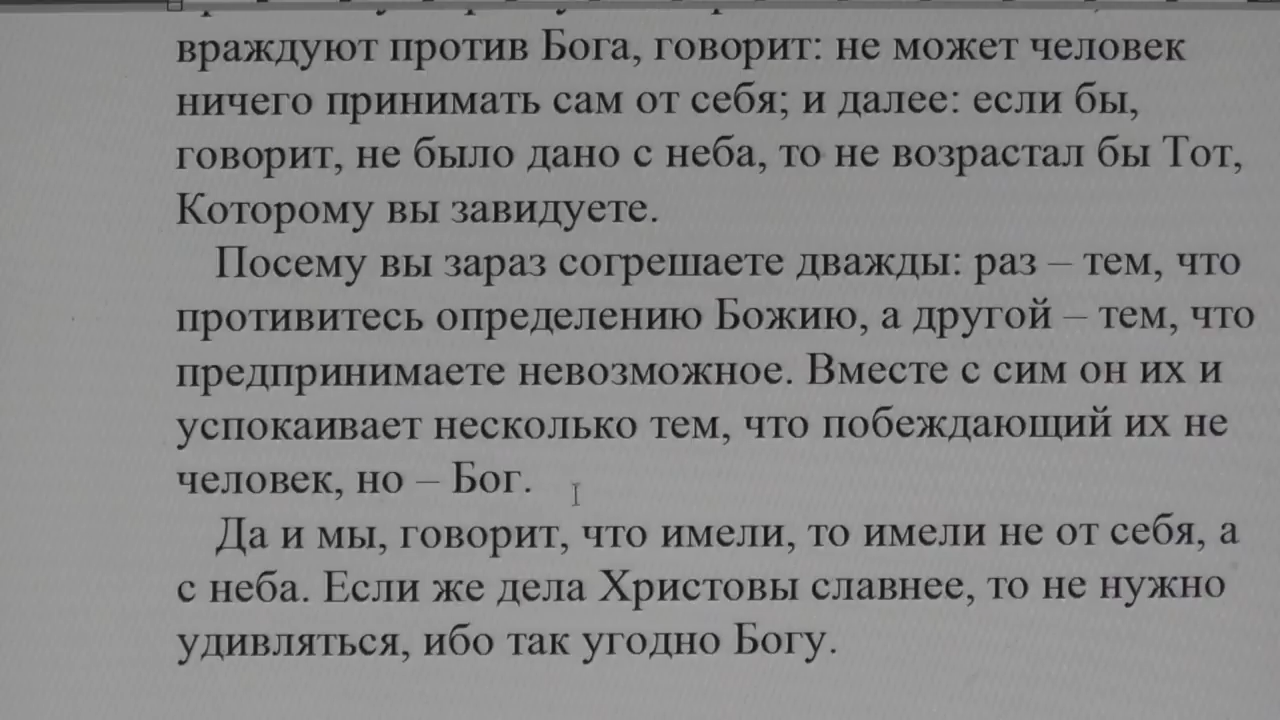 враждуют против Бога, говорит: не может человек
ничего принимать сам от себя; и далее: если бы,
говорит, не было дано с неба, то не возрастал бы Тот,
Которому вы завидуете.
Посему вы зараз согрешаете дважды: раз – тем, что
противитесь определению Божию, а другой – тем, что
предпринимаете невозможное. Вместе с сим он их и
успокаивает несколько тем, что побеждающий их не
человек, но – Бог.
Да и мы, говорит, что имели, то имели не от себя, а
с неба. Если же дела Христовы славнее, то не нужно
удивляться, ибо так угодно Богу.